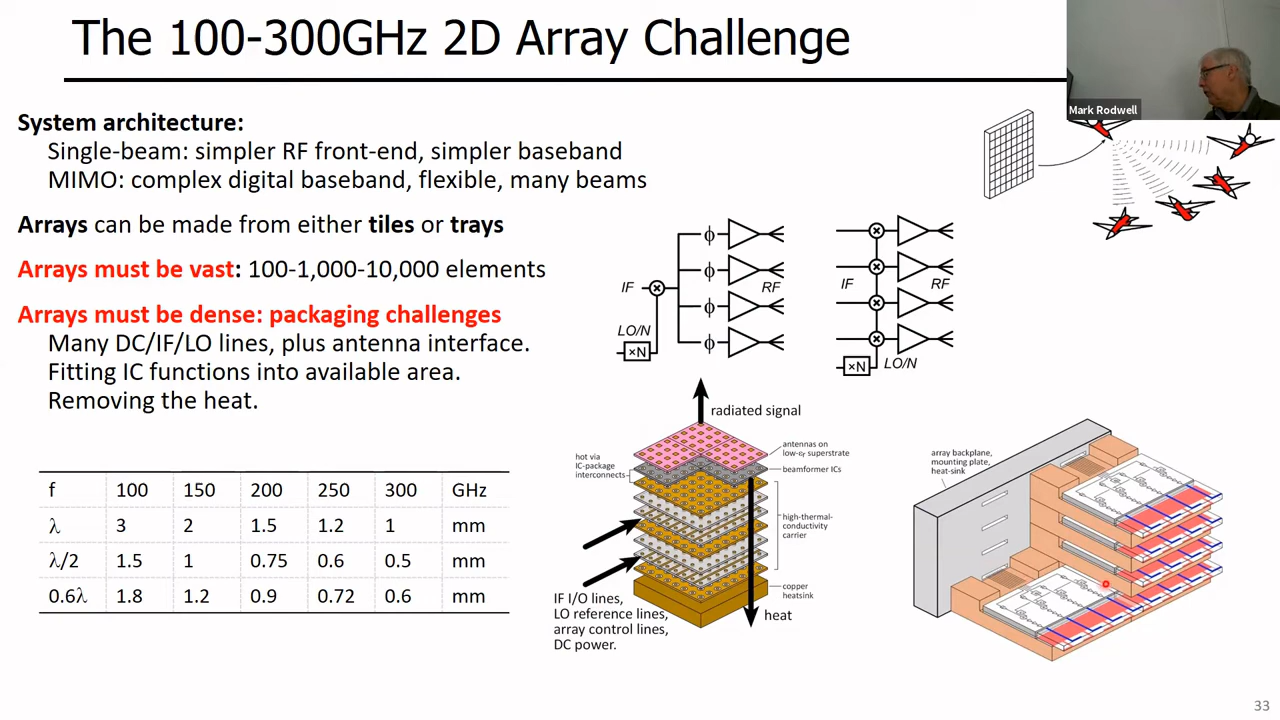 The 100-300GHz 2D Array Challenge
Mark Rodwell
System architecture:
Single-beam: simpler RF front-end, simpler baseband
MIMO: complex digital baseband, flexible, many beams
Arrays can be made from either tiles or trays
Arrays must be vast: 100-1,000-10,000 elements
Arrays must be dense: packaging challenges
Many DC/IF/LO lines, plus antenna interface.
Fitting IC functions into available area.
Removing the heat.
f 100 150 200 250 300 GHz
λ 3 2 1.5 1.2 1 mm
λ/2 1.5 1 0.75 0.6 0.5 mm
0.6λ 1.8 1.2 0.9 0.72 0.6 mm
ϕ
ϕ
ϕ
ϕ
IF
RF
LO/N
×N
IF
RF
×N
LO/N
radiated signal
hot via
IC-package
interconnects
antennas on
low-εr superstrate
beamformer ICs
high-thermal-
conductivity
carrier
copper
heatsink
IF I/O lines,
LO reference lines,
array control lines,
DC power.
heat
array backplane,
mounting plate,
heat-sink
33